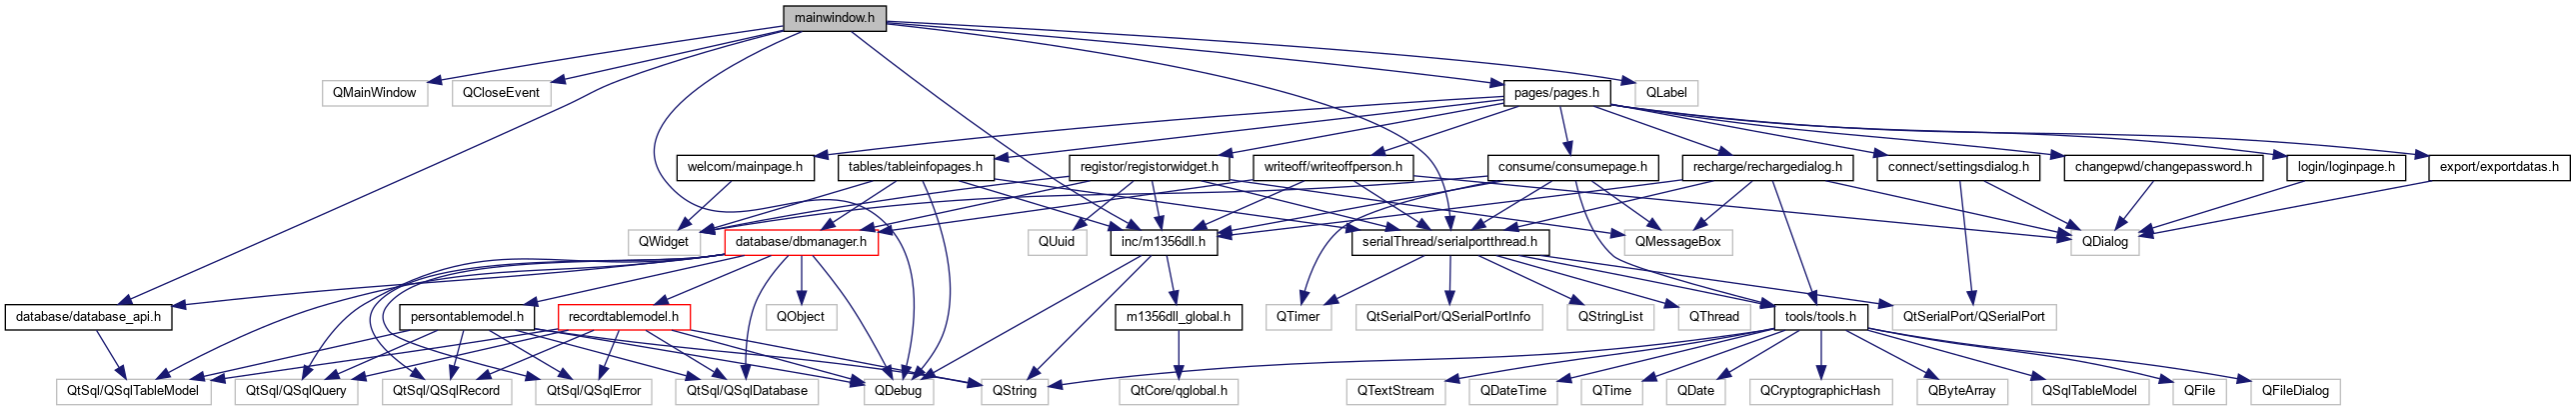 mainwindow.h
QMainWindow
QCloseEvent
pages/pages.h
QLabel
welcom/mainpage.h
tables/tableinfopages.h
registor/registorwidget.h
writeoff/writeoffperson.h
consume/consumepage.h
recharge/rechargedialog.h
connect/settingsdialog.h
changepwd/changepassword.h
login/loginpage.h
export/exportdatas.h
QWidget
database/dbmanager.h
QUuid
inc/m1356dll.h
serialThread/serialportthread.h
QMessageBox
QDialog
database/database_api.h
persontablemodel.h
recordtablemodel.h
QObject
m1356dll_global.h
QTimer
QtSerialPort/QSerialPortInfo
QStringList
QThread
tools/tools.h
QtSerialPort/QSerialPort
QtSql/QSqlTableModel
QtSql/QSqlQuery
QtSql/QSqlRecord
QtSql/QSqlError
QtSql/QSqlDatabase
QDebug
QString
QtCore/qglobal.h
QTextStream
QDateTime
QTime
QDate
QCryptographicHash
QByteArray
QSqlTableModel
QFile
QFileDialog